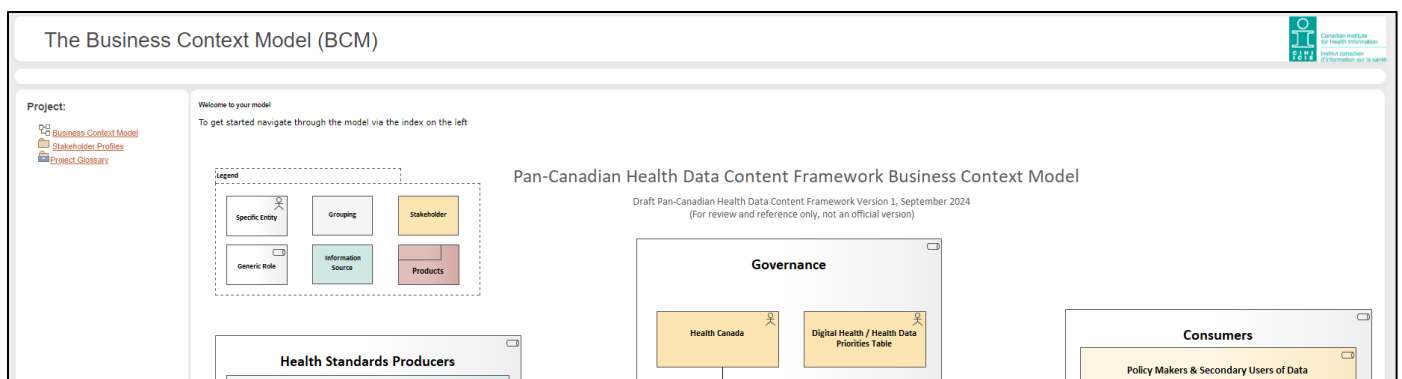 The Business Context Model (BCM)
Canadian Institute
for Health Information
Institut canadien
d'information sur la santé
CIHI
ICIS
Project:
Business Context Model
Stakeholder Profiles
Project Glossary
Welcome to your model
To get started navigate through the model via the index on the left
Legend
Specific Entity
Grouping
Stakeholder
Generic Role
Information
Source
Products
Pan-Canadian Health Data Content Framework Business Context Model
Draft Pan-Canadian Health Data Content Framework Version 1, September 2024
(For review and reference only, not an official version)
Governance
Health Canada
Digital Health / Health Data
Priorities Table
Health Standards Producers
Consumers
Policy Makers & Secondary Users of Data